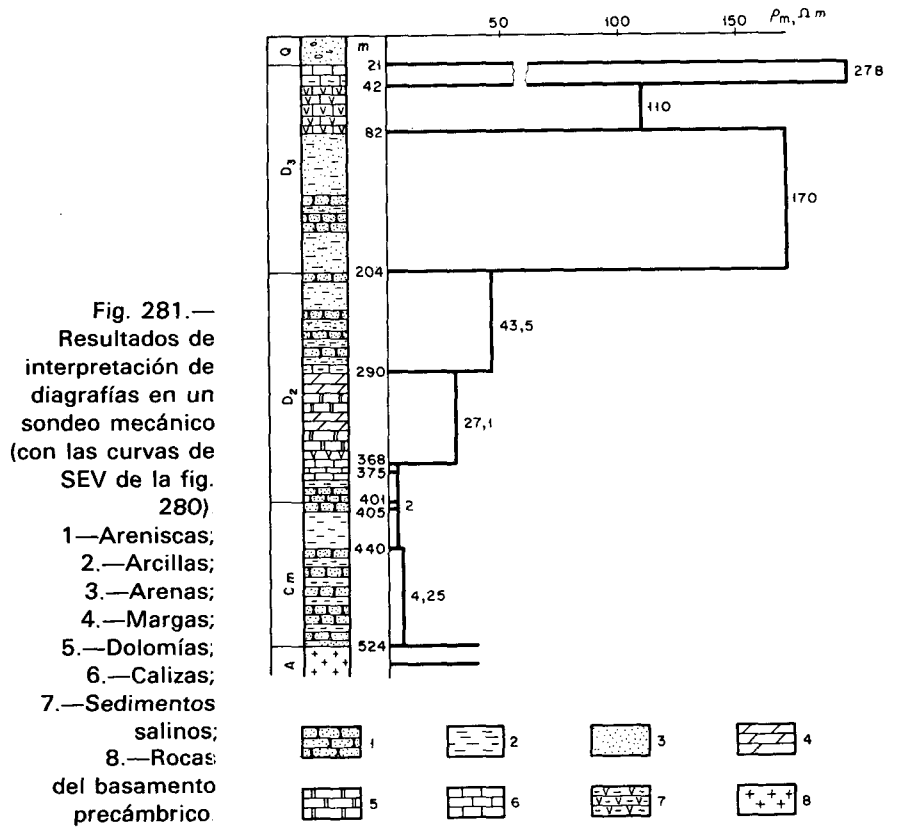 50 100 150 ρm, Ω m
Q m
21
278
42
110
82
D3
170
204
Fig. 281.—
Resultados de
interpretación de
diagrafías en un
sondeo mecánico
(con las curvas de
SEV de la fig.
280)
1—Areniscas;
2.—Arcillas;
3.—Arenas;
4.—Margas;
5.—Dolomías;
6.—Calizas;
7.—Sedimentos
salinos;
8.—Rocas
del basamento
precámbrico.
43,5
290
D2
27,1
368
375
401
2
405
440
Cm
4,25
524
A
1 2 3 4
5 6 7 8